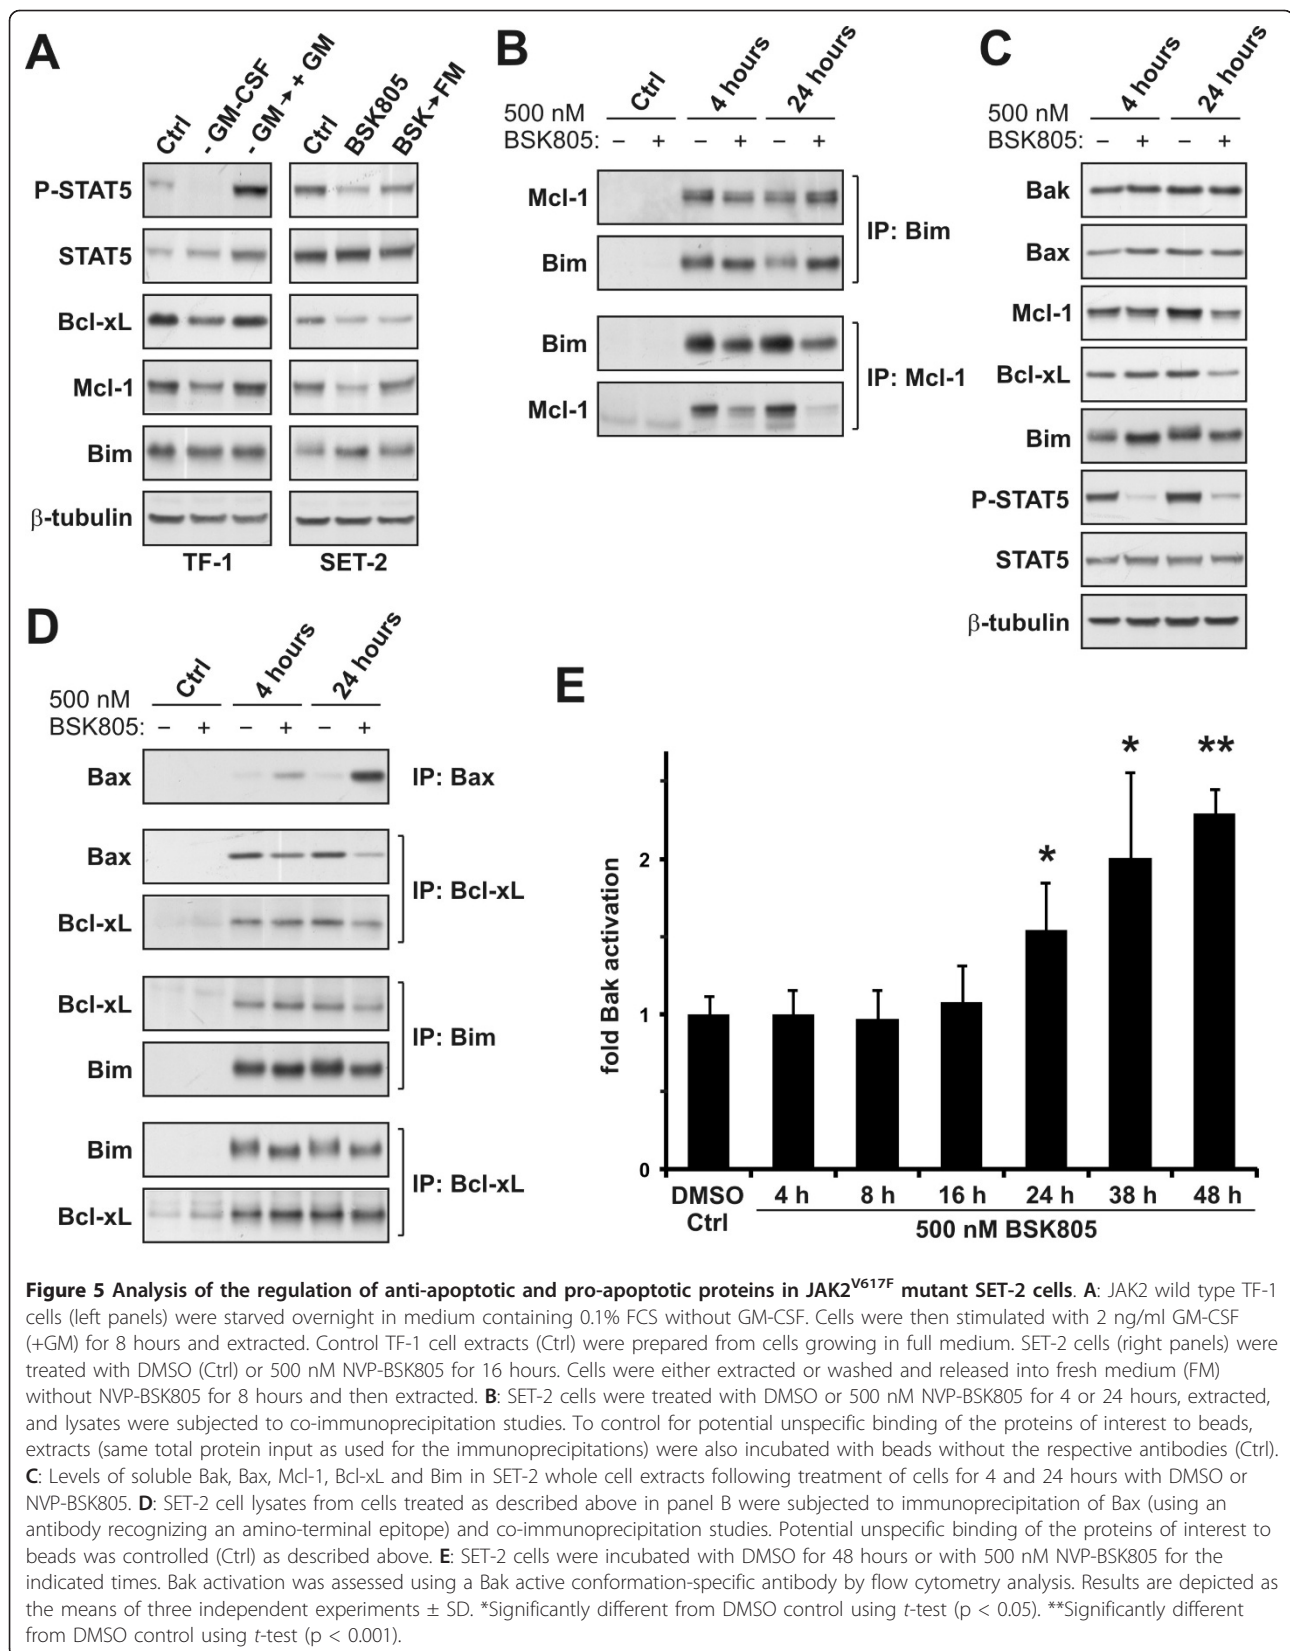 A
Ctrl
- GM-CSF
- GM→ + GM
Ctrl
BSK805
BSK→FM
P-STAT5
STAT5
Bcl-xL
Mcl-1
Bim
β-tubulin
TF-1
SET-2
B
Ctrl
4 hours
24 hours
500 nM
BSK805: – + – + – +
Mcl-1
Bim
IP: Bim
Bim
Mcl-1
IP: Mcl-1
C
4 hours
24 hours
500 nM
BSK805: – + – +
Bak
Bax
Mcl-1
Bcl-xL
Bim
P-STAT5
STAT5
β-tubulin
D
Ctrl
4 hours
24 hours
500 nM
BSK805: – + – + – +
Bax
IP: Bax
Bax
Bcl-xL
IP: Bcl-xL
Bcl-xL
Bim
IP: Bim
Bim
Bcl-xL
IP: Bcl-xL
E
fold Bak activation
2
1
0
* * **
DMSO 4 h 8 h 16 h 24 h 38 h 48 h
Ctrl
500 nM BSK805
Figure 5 Analysis of the regulation of anti-apoptotic and pro-apoptotic proteins in JAK2V617F mutant SET-2 cells. A: JAK2 wild type TF-1
cells (left panels) were starved overnight in medium containing 0.1% FCS without GM-CSF. Cells were then stimulated with 2 ng/ml GM-CSF
(+GM) for 8 hours and extracted. Control TF-1 cell extracts (Ctrl) were prepared from cells growing in full medium. SET-2 cells (right panels) were
treated with DMSO (Ctrl) or 500 nM NVP-BSK805 for 16 hours. Cells were either extracted or washed and released into fresh medium (FM)
without NVP-BSK805 for 8 hours and then extracted. B: SET-2 cells were treated with DMSO or 500 nM NVP-BSK805 for 4 or 24 hours, extracted,
and lysates were subjected to co-immunoprecipitation studies. To control for potential unspecific binding of the proteins of interest to beads,
extracts (same total protein input as used for the immunoprecipitations) were also incubated with beads without the respective antibodies (Ctrl).
C: Levels of soluble Bak, Bax, Mcl-1, Bcl-xL and Bim in SET-2 whole cell extracts following treatment of cells for 4 and 24 hours with DMSO or
NVP-BSK805. D: SET-2 cell lysates from cells treated as described above in panel B were subjected to immunoprecipitation of Bax (using an
antibody recognizing an amino-terminal epitope) and co-immunoprecipitation studies. Potential unspecific binding of the proteins of interest to
beads was controlled (Ctrl) as described above. E: SET-2 cells were incubated with DMSO for 48 hours or with 500 nM NVP-BSK805 for the
indicated times. Bak activation was assessed using a Bak active conformation-specific antibody by flow cytometry analysis. Results are depicted as
the means of three independent experiments ± SD. *Significantly different from DMSO control using t-test (p < 0.05). **Significantly different
from DMSO control using t-test (p < 0.001).